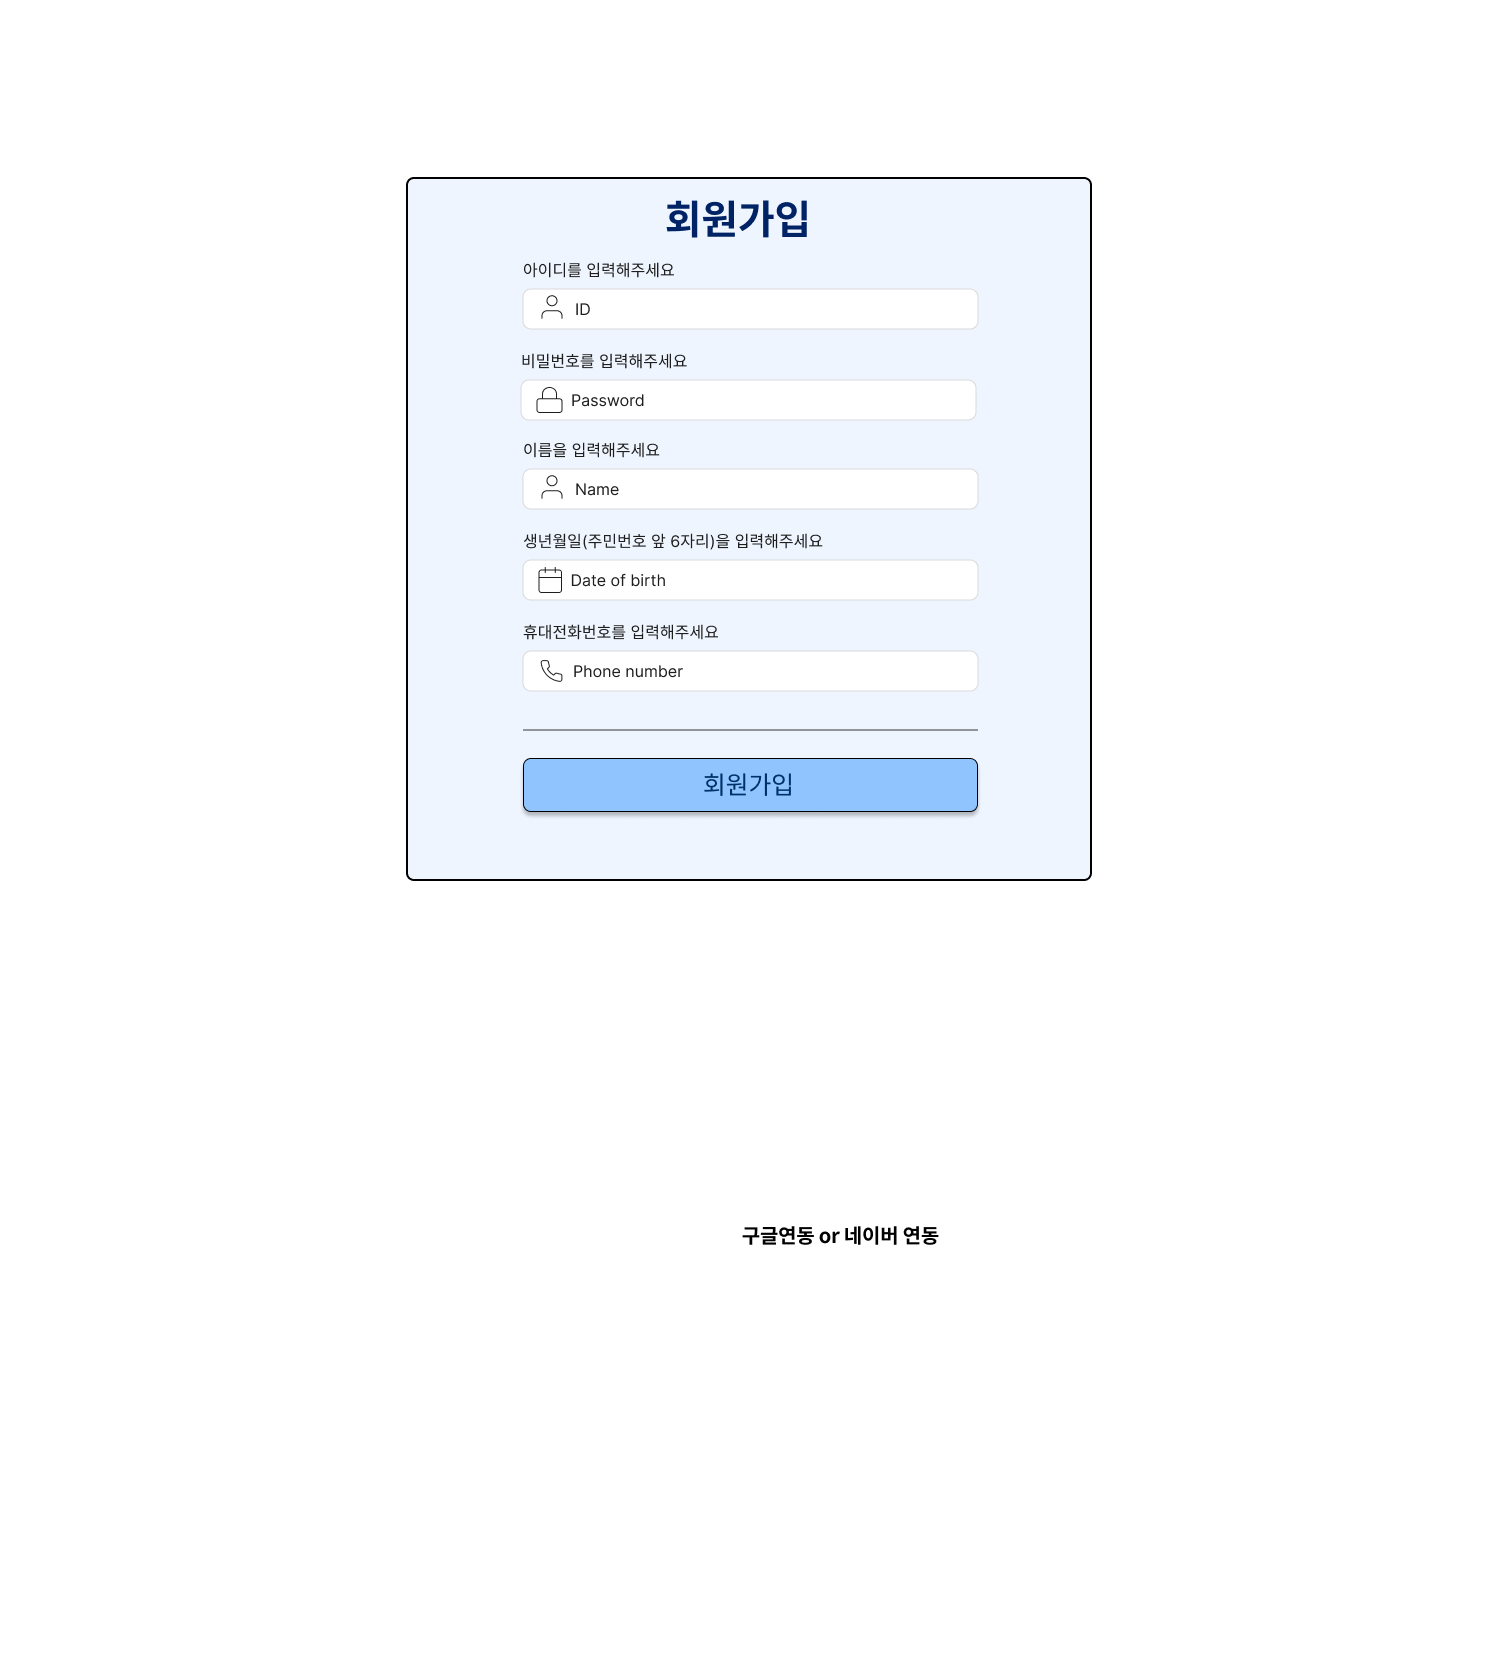 회원가입
아이디를 입력해주세요
ID
비밀번호를 입력해주세요
Password
이름을 입력해주세요
Name
생년월일(주민번호 앞 6자리)을 입력해주세요
Date of birth
휴대전화번호를 입력해주세요
Phone number
회원가입
구글연동 or 네이버 연동